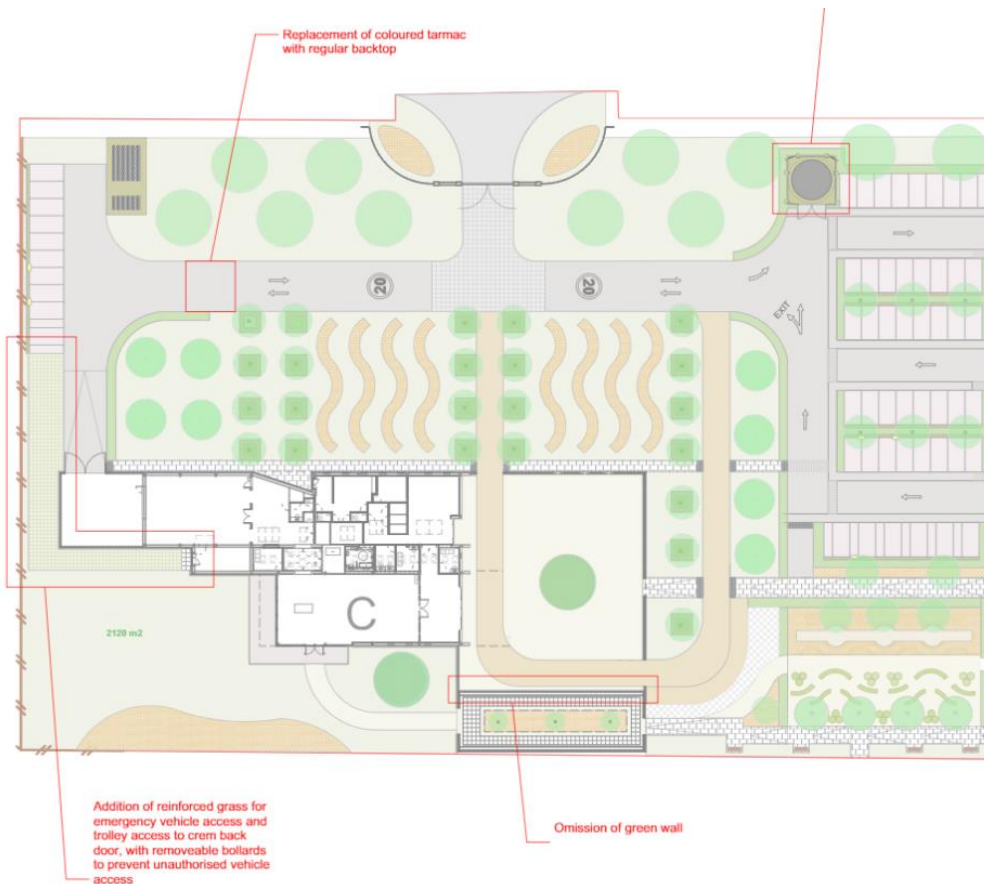 Replacement of coloured tarmac
with regular backtop
20
20
EXIT
C
2120 m2
Addition of reinforced grass for
emergency vehicle access and
trolley access to crem back
door, with removeable bollards
to prevent unauthorised vehicle
access
Omission of green wall